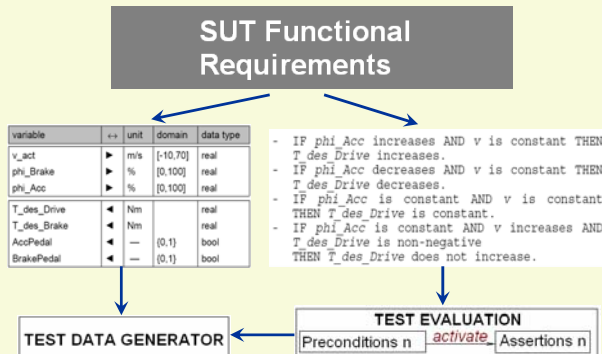 SUT Functional
Requirements
variable ↔ unit domain data type
v_act ► m/s [-10,70] real
phi_Brake ► % [0,100] real
phi_Acc ► % [0,100] real
T_des_Drive ◄ Nm real
T_des_Brake ◄ Nm real
AccPedal ◄ — {0,1} bool
BrakePedal ◄ — {0,1} bool
- IF phi_Acc increases AND v is constant THEN
T_des_Drive increases.
- IF phi_Acc decreases AND v is constant THEN
T_des_Drive decreases.
- IF phi_Acc is constant AND v is constant
THEN T_des_Drive is constant.
- IF phi_Acc is constant AND v increases AND
T_des_Drive is non-negative
THEN T_des_Drive does not increase.
TEST DATA GENERATOR
TEST EVALUATION
Preconditions n activate Assertions n